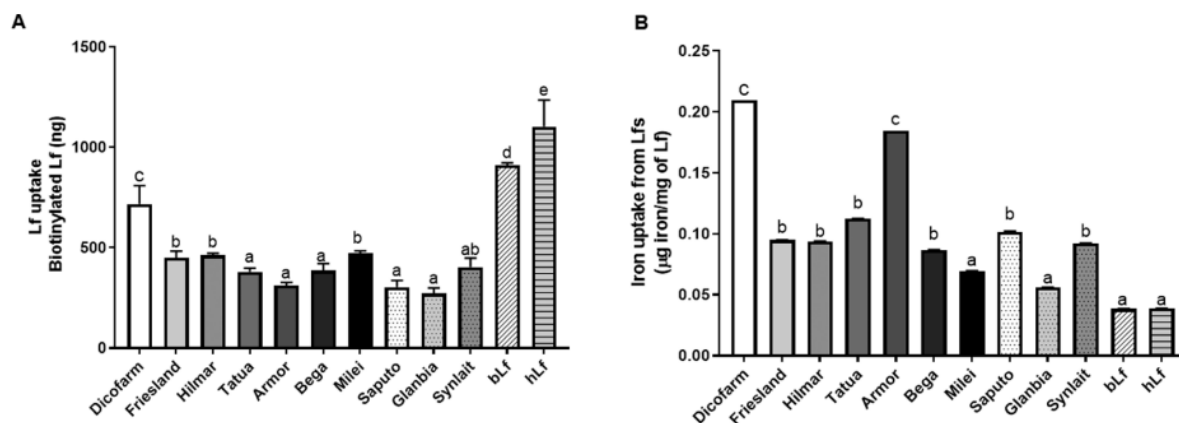 A
Lf uptake
Biotinylated Lf (ng)
1500
1000
500
0
c
b
b
a
a
a
b
a
a
ab
d
e
Dicofarm
Friesland
Hilmar
Tatua
Armor
Bega
Milei
Saputo
Glanbia
Synlait
bLf
hLf
B
Iron uptake from Lfs
(μg iron/mg of Lf)
0.25
0.20
0.15
0.10
0.05
0.00
C
b
b
b
c
b
a
b
a
b
a
a
Dicofarm
Friesland
Hilmar
Tatua
Armor
Bega
Milei
Saputo
Glanbia
Synlait
bLf
hLf